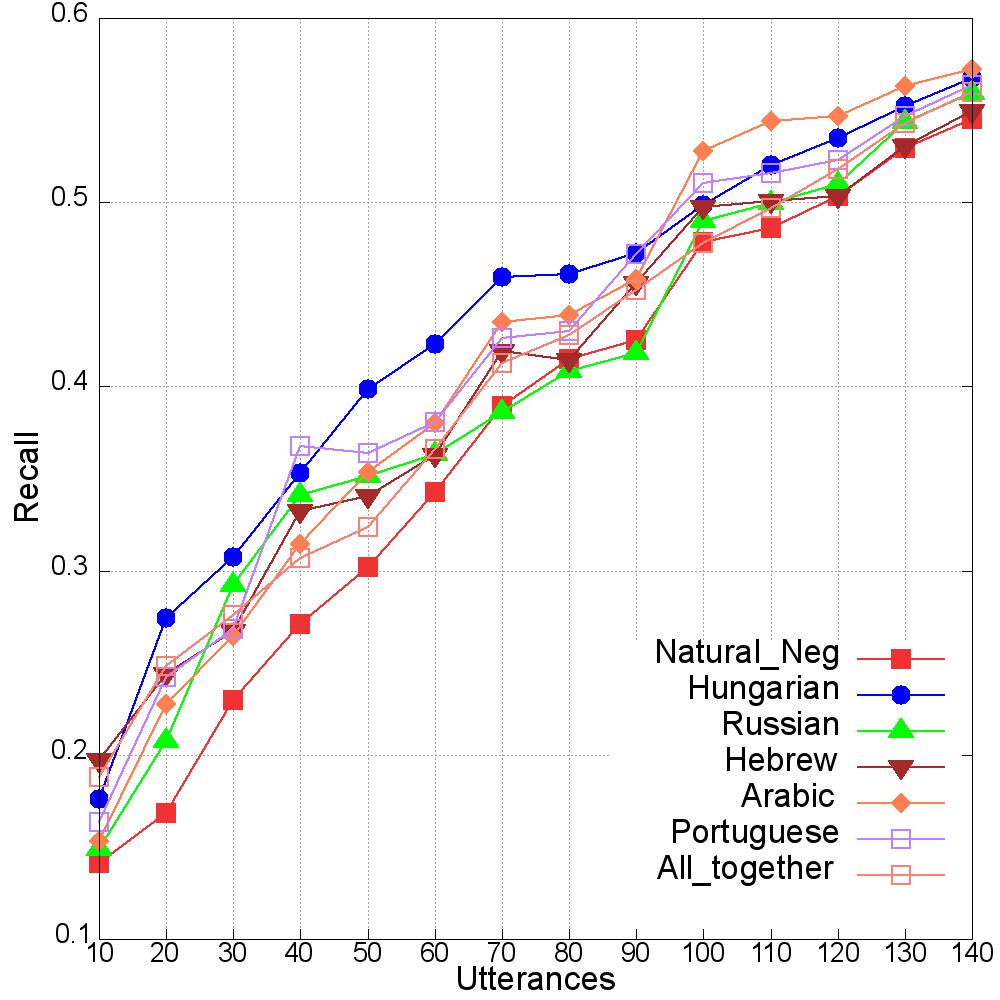 0.6
0.5
0.4
0.3
0.2
0.1
Recall
10 20 30 40 50 60 70 80 90 100 110 120 130 140
Utterances
Natural_Neg
Hungarian
Russian
Hebrew
Arabic
Portuguese
All_together